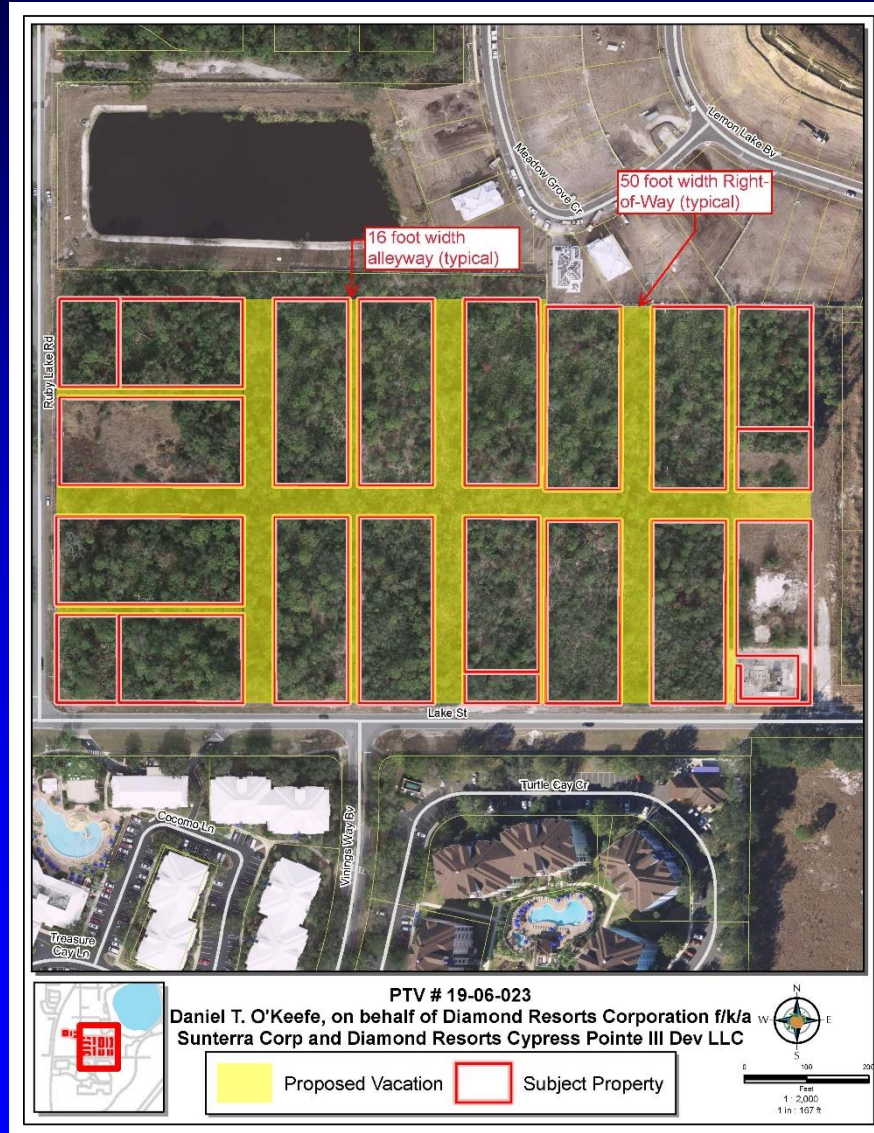 Lemon Lake Bv
Meadow Grove Cr
50 foot width Right-
of-Way (typical)
16 foot width
alleyway (typical)
Ruby Lake Rd
Lake St
Turtle Cay Cr
Cocomo Ln
Vinings Way Bv
Treasure
Cay Ln
PTV # 19-06-023
Daniel T. O'Keefe, on behalf of Diamond Resorts Corporation f/k/a
Sunterra Corp and Diamond Resorts Cypress Pointe III Dev LLC
Proposed Vacation
Subject Property
N
W
E
S
0 100 200
Feet
1 : 2,000
1 in : 167 ft